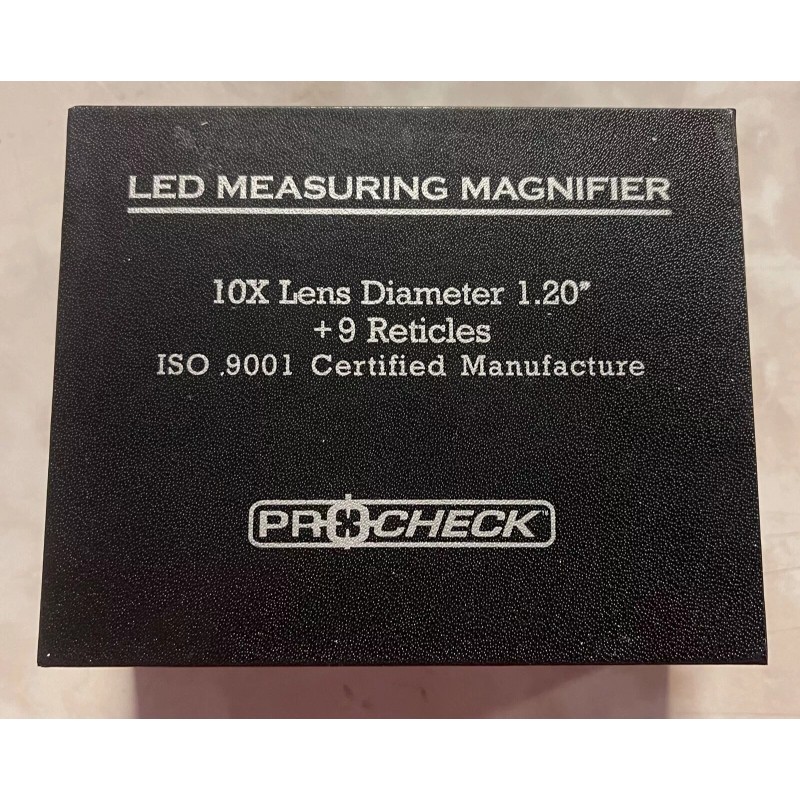 LED MEASURING MAGNIFIER
10X Lens Diameter 1.20"
+9 Reticles
ISO .9001 Certified Manufacture
PROCHECK